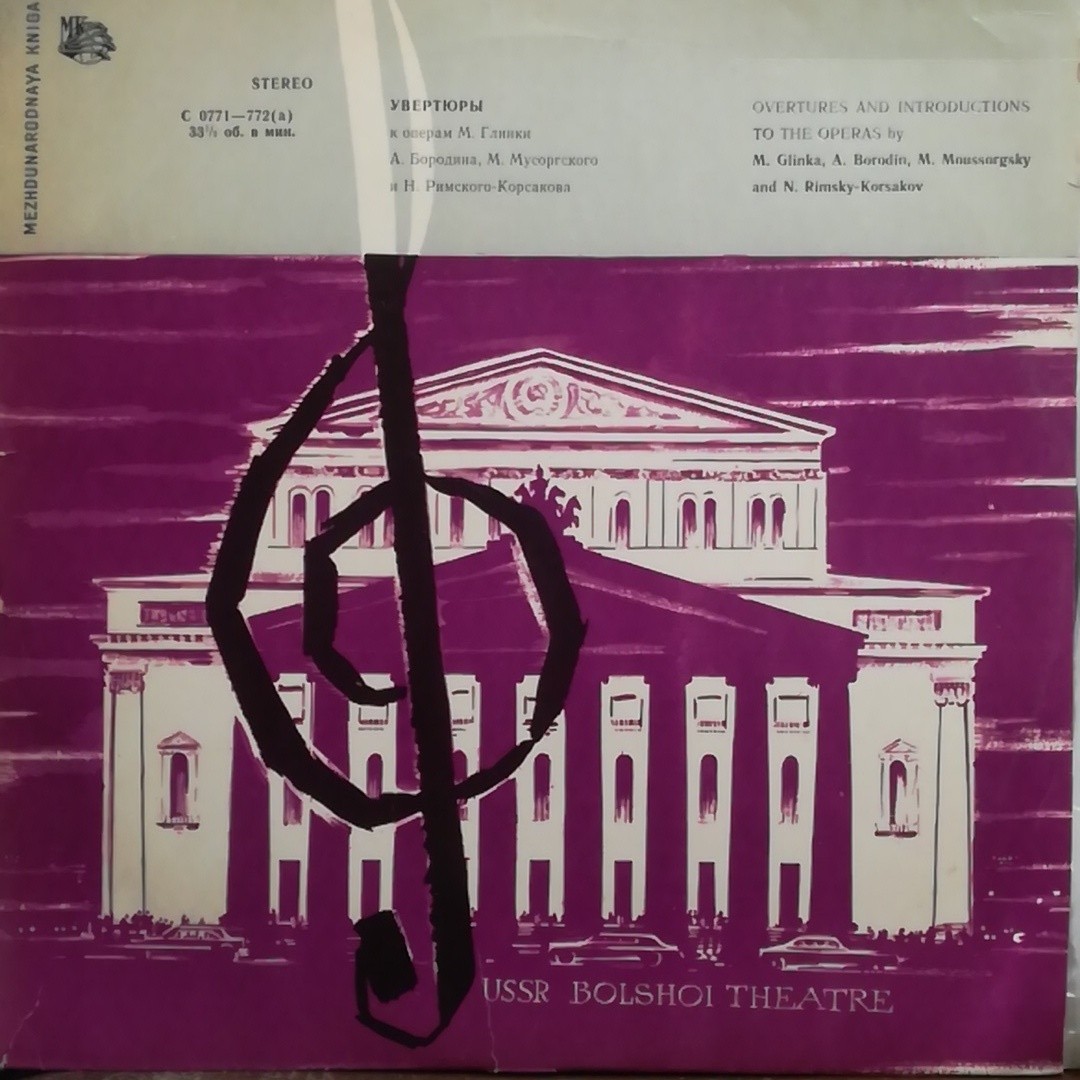 MEZHDUNARODNAYA KNIGA
МК
STEREO
С 0771—772(а)
33⅓ об. в мин.
УВЕРТЮРЫ
к операм М. Глинки
А. Бородина, М. Мусоргского
и Н. Римского-Корсакова
OVERTURES AND INTRODUCTIONS
TO THE OPERAS by
M. Glinka, A. Borodin, M. Moussorgsky
and N. Rimsky-Korsakov
USSR BOLSHOI THEATRE